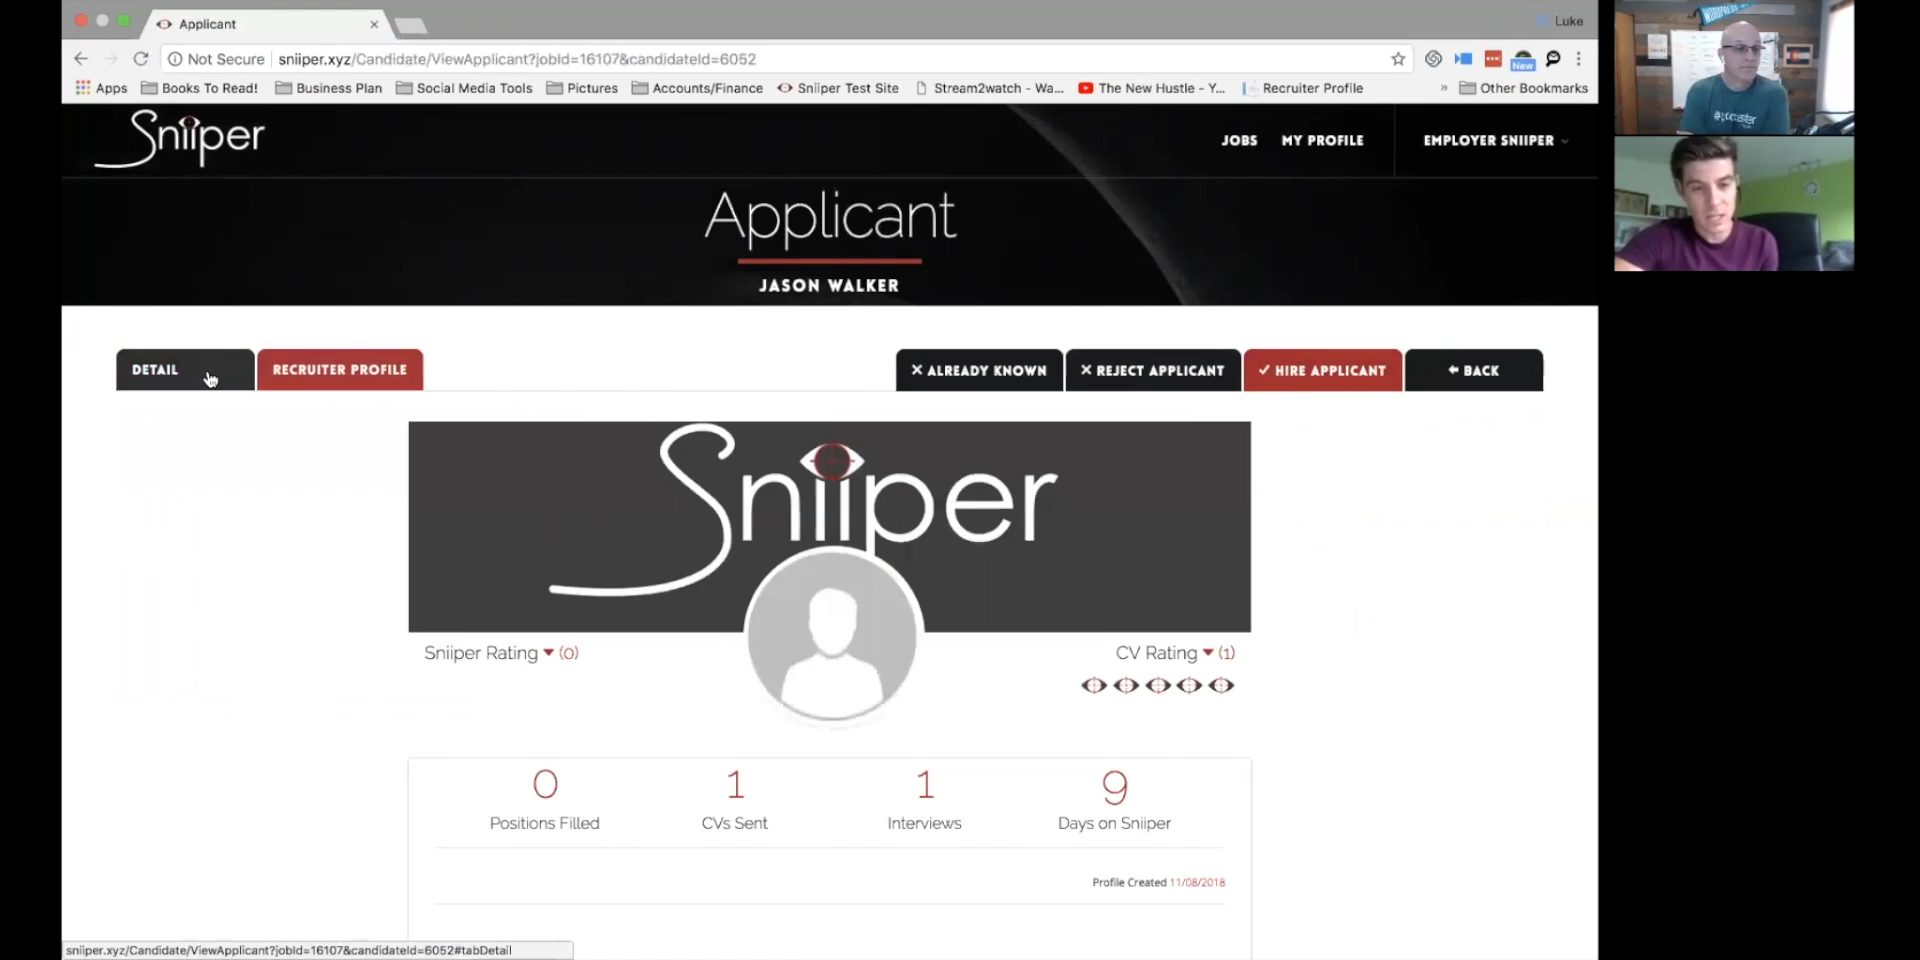 Applicant
Luke
Not Secure
sniiper.xyz/Candidate/ViewApplicant?jobId=16107&candidateId=6052
New
Apps
Books To Read!
Business Plan
Social Media Tools
Pictures
Accounts/Finance
Sniiper Test Site
Stream2watch - Wa...
The New Hustle - Y...
Recruiter Profile
»
Other Bookmarks
Sniiper
JOBS
MY PROFILE
EMPLOYER SNIIPER
Applicant
JASON WALKER
DETAIL
RECRUITER PROFILE
ALREADY KNOWN
REJECT APPLICANT
HIRE APPLICANT
BACK
Sniiper
Sniiper Rating (0)
CV Rating (1)
0
Positions Filled
1
CVs Sent
1
Interviews
9
Days on Sniiper
Profile Created 11/08/2018
sniiper.xyz/Candidate/ViewApplicant?jobId=16107&candidateId=6052#tabDetail